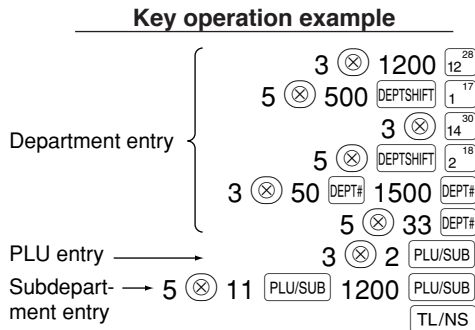 Key operation example
3 ⊗ 1200 12 28
5 ⊗ 500 DEPTSHIFT 1 17
3 ⊗ 14 30
Department entry
5 ⊗ DEPTSHIFT 2 18
3 ⊗ 50 DEPT# 1500 DEPT#
5 ⊗ 33 DEPT#
PLU entry → 3 ⊗ 2 PLU/SUB
Subdepart- → 5 ⊗ 11 PLU/SUB 1200 PLU/SUB
ment entry
TL/NS